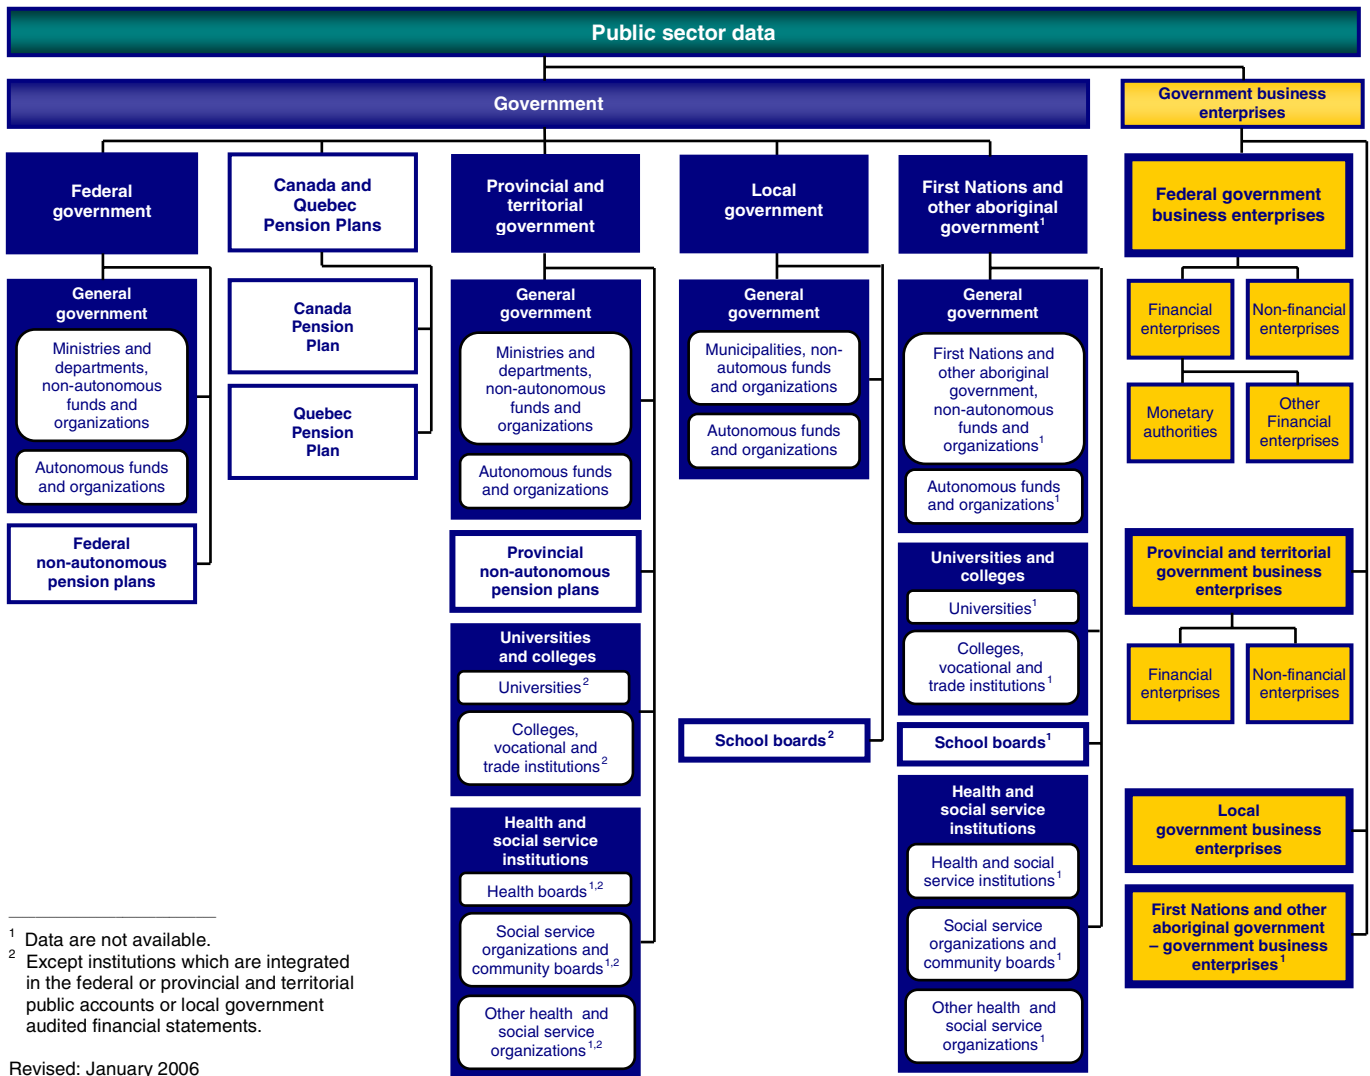 Public sector data
Government
Government business
enterprises
Federal
government
General
government
Ministries and
departments,
non-autonomous
funds and
organizations
Autonomous funds
and organizations
Federal
non-autonomous
pension plans
Canada and
Quebec
Pension Plans
Canada
Pension
Plan
Quebec
Pension
Plan
Provincial and
territorial
government
General
government
Ministries and
departments,
non-autonomous
funds and
organizations
Autonomous funds
and organizations
Provincial
non-autonomous
pension plans
Universities
and colleges
Universities2
Colleges,
vocational and
trade institutions2
Health and
social service
institutions
Health boards1,2
Social service
organizations and
community boards1,2
Other health and
social service
organizations1,2
Local
government
General
government
Municipalities, non-
automous funds
and organizations
Autonomous funds
and organizations
School boards2
First Nations and
other aboriginal
government1
General
government
First Nations and
other aboriginal
government,
non-autonomous
funds and
organizations1
Autonomous funds
and organizations1
Universities and
colleges
Universities1
Colleges,
vocational and
trade institutions1
School boards1
Health and
social service
institutions
Health and social
service institutions1
Social service
organizations and
community boards1
Other health and
social service
organizations1
Federal government
business enterprises
Financial
enterprises
Non-financial
enterprises
Monetary
authorities
Other
Financial
enterprises
Provincial and territorial
government business
enterprises
Financial
enterprises
Non-financial
enterprises
Local
government business
enterprises
First Nations and other
aboriginal government
– government business
enterprises1
1 Data are not available.
2 Except institutions which are integrated
in the federal or provincial and territorial
public accounts or local government
audited financial statements.
Revised: January 2006